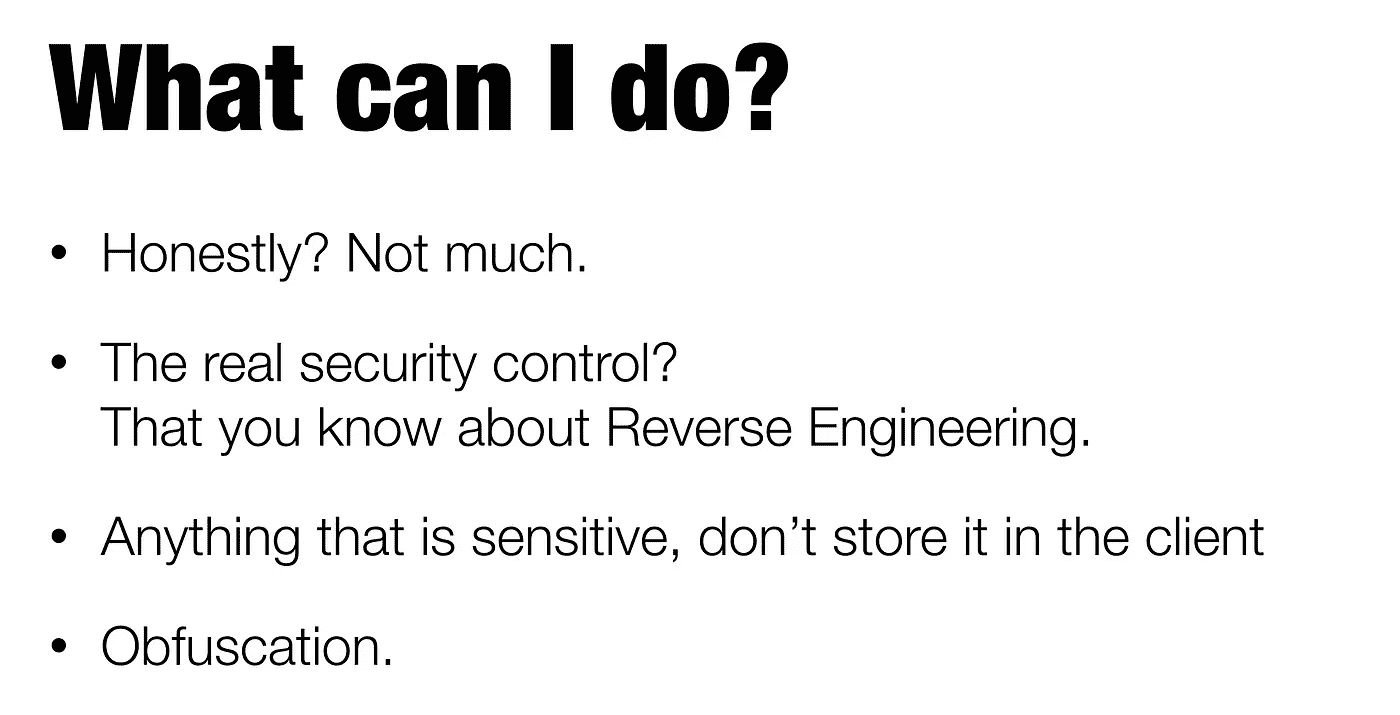 What can I do?
• Honestly? Not much.
• The real security control?
That you know about Reverse Engineering.
• Anything that is sensitive, don’t store it in the client
• Obfuscation.